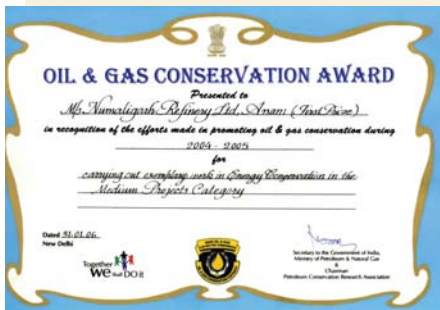 OIL & GAS CONSERVATION AWARD
Presented to
M/s. Numaligarh Refinery Ltd., Assam (First Prize)
in recognition of the efforts made in promoting oil & gas conservation during
2004 - 2005
for
carrying out exemplary work in Energy Conservation in the
Medium Projects Category
Dated 31.01.06.
New Delhi
Together
We shall DO it
Secretary to the Government of India,
Ministry of Petroleum & Natural Gas
&
Chairman
Petroleum Conservation Research Association